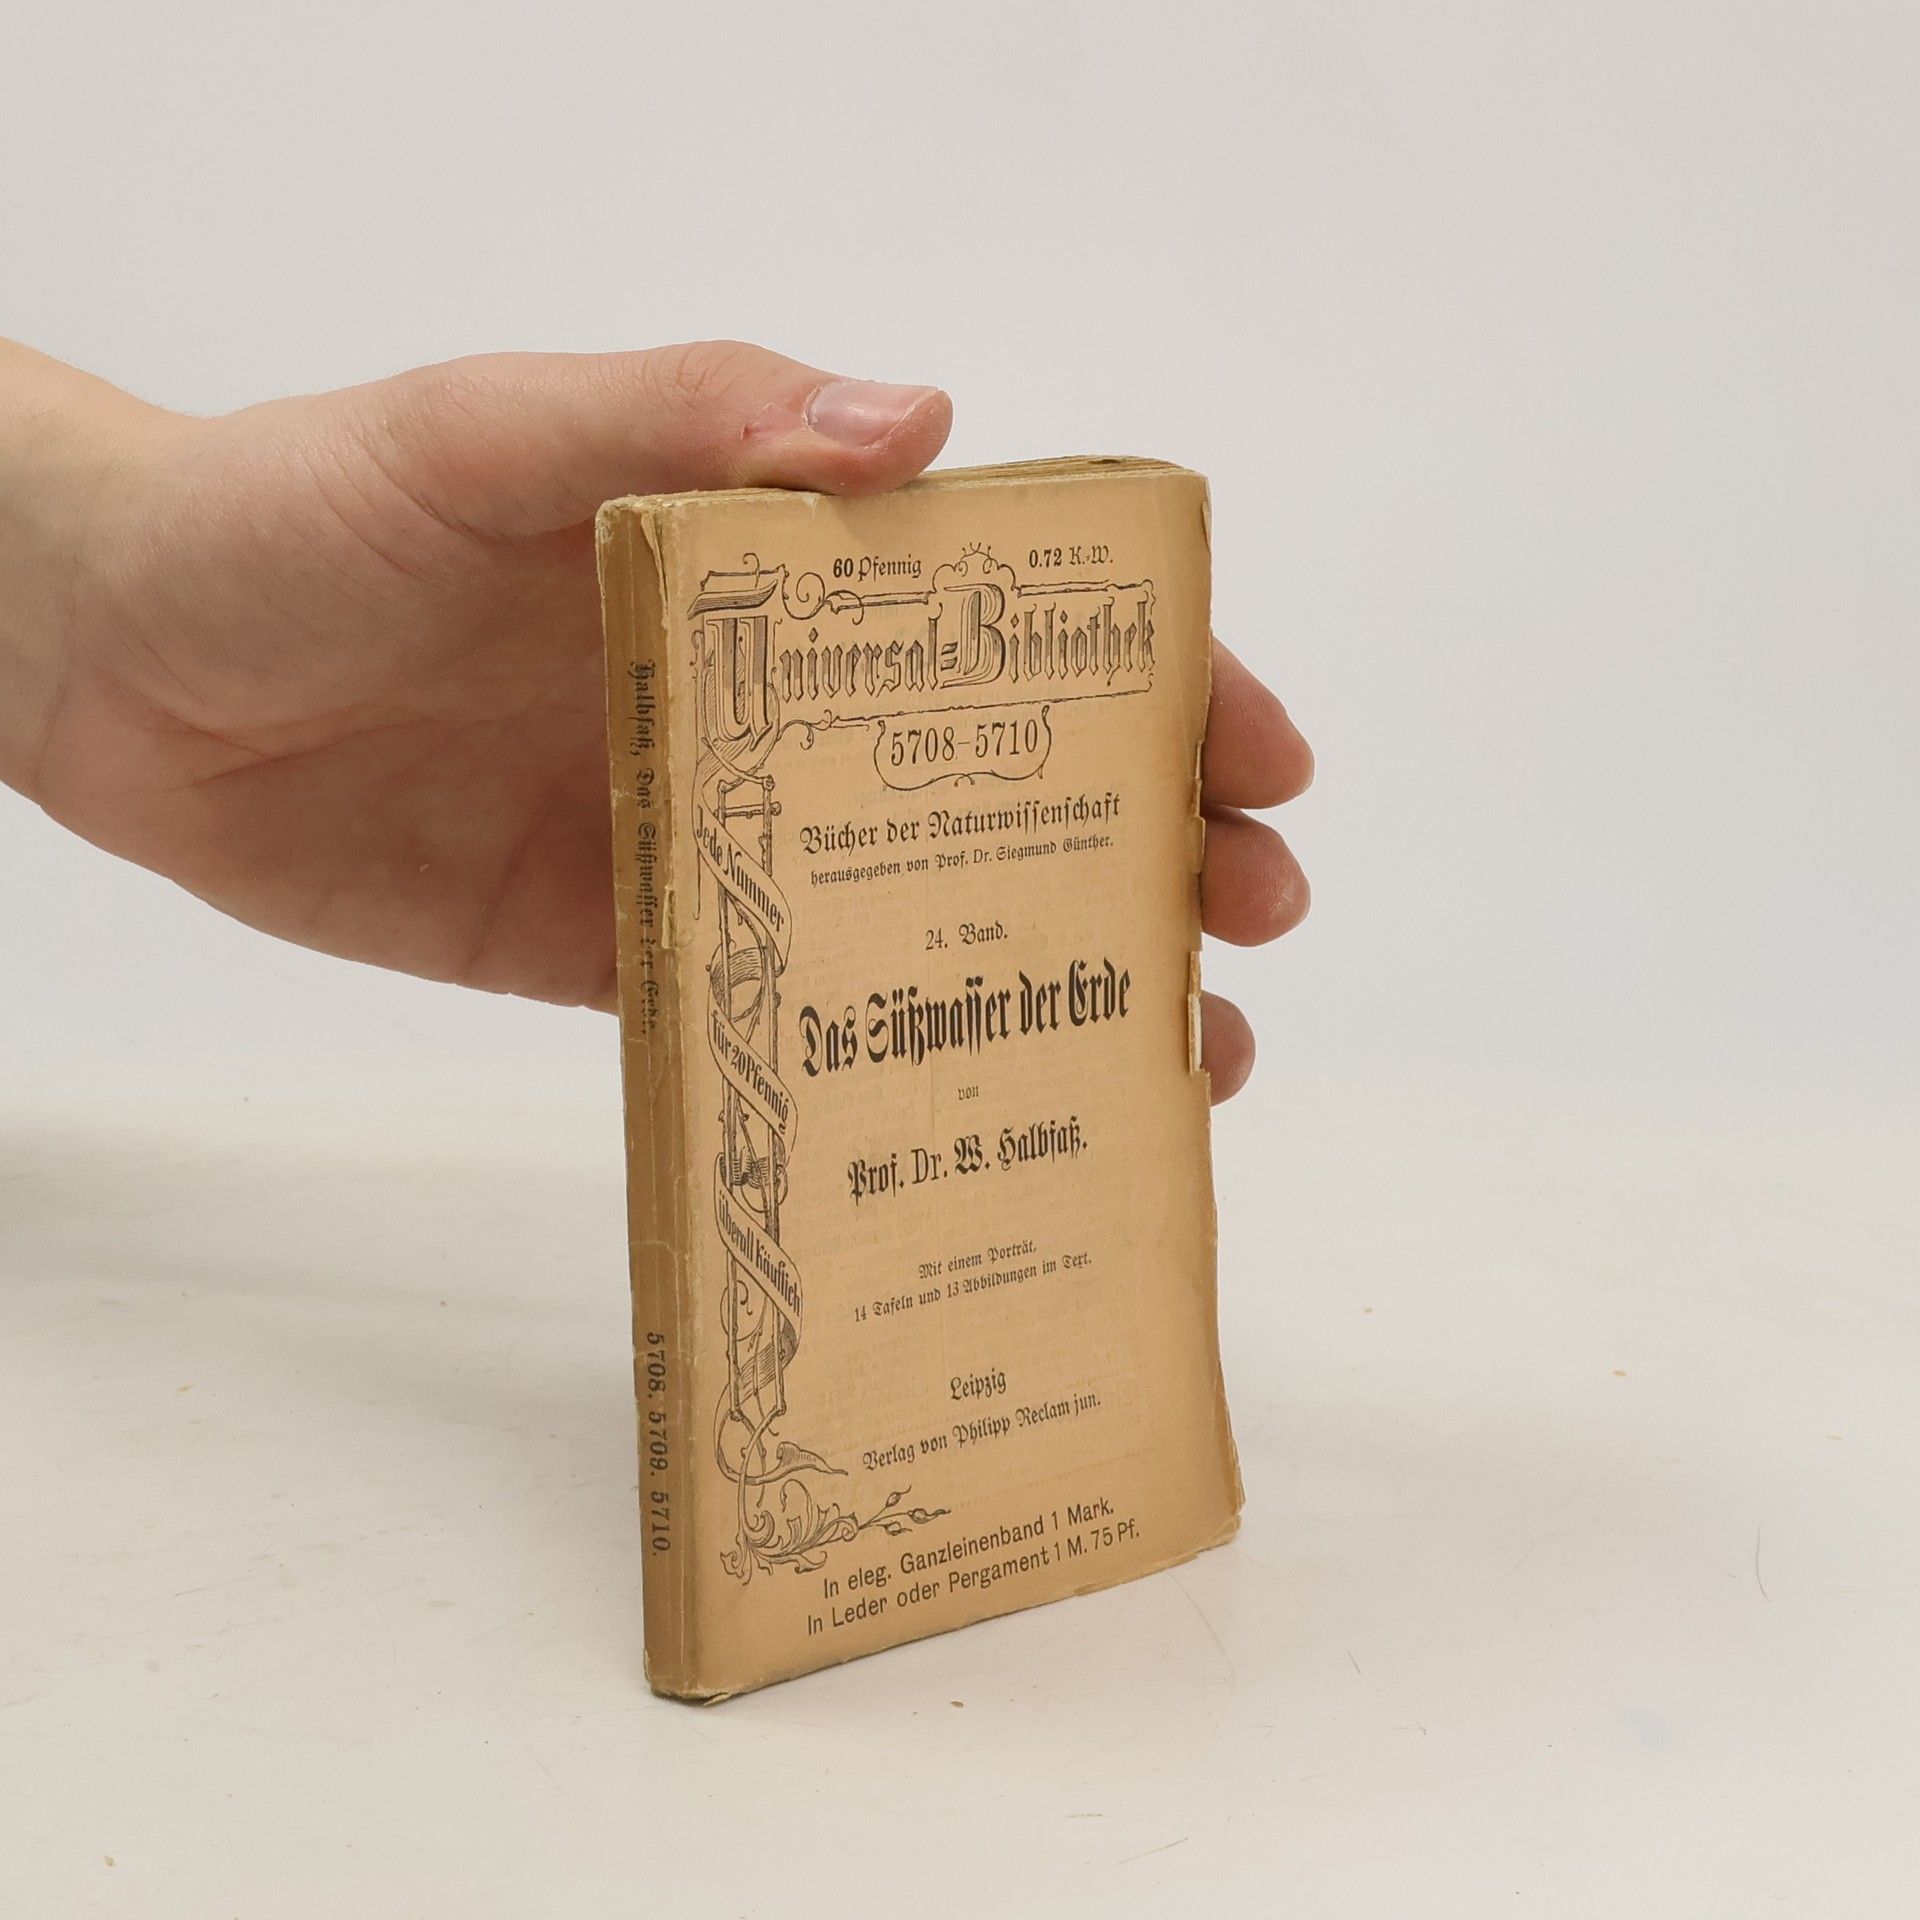 60 Pfennig 0.72 K.-W.
Universal-Bibliothek
5708-5710
Bücher der Naturwissenschaft
herausgegeben von Prof. Dr. Siegmund Günther.
24. Band.
Das Süßwasser der Erde
von
Prof. Dr. W. Halbfaß.
Mit einem Porträt,
14 Tafeln und 13 Abbildungen im Text.
Leipzig
Verlag von Philipp Reclam jun.
In eleg. Ganzleinenband 1 Mark.
In Leder oder Pergament 1 M. 75 Pf.
Jede Nummer
für 20 Pfennig
überall käuflich
Halbfaß, Das Süßwasser der Erde.
5708. 5709. 5710.